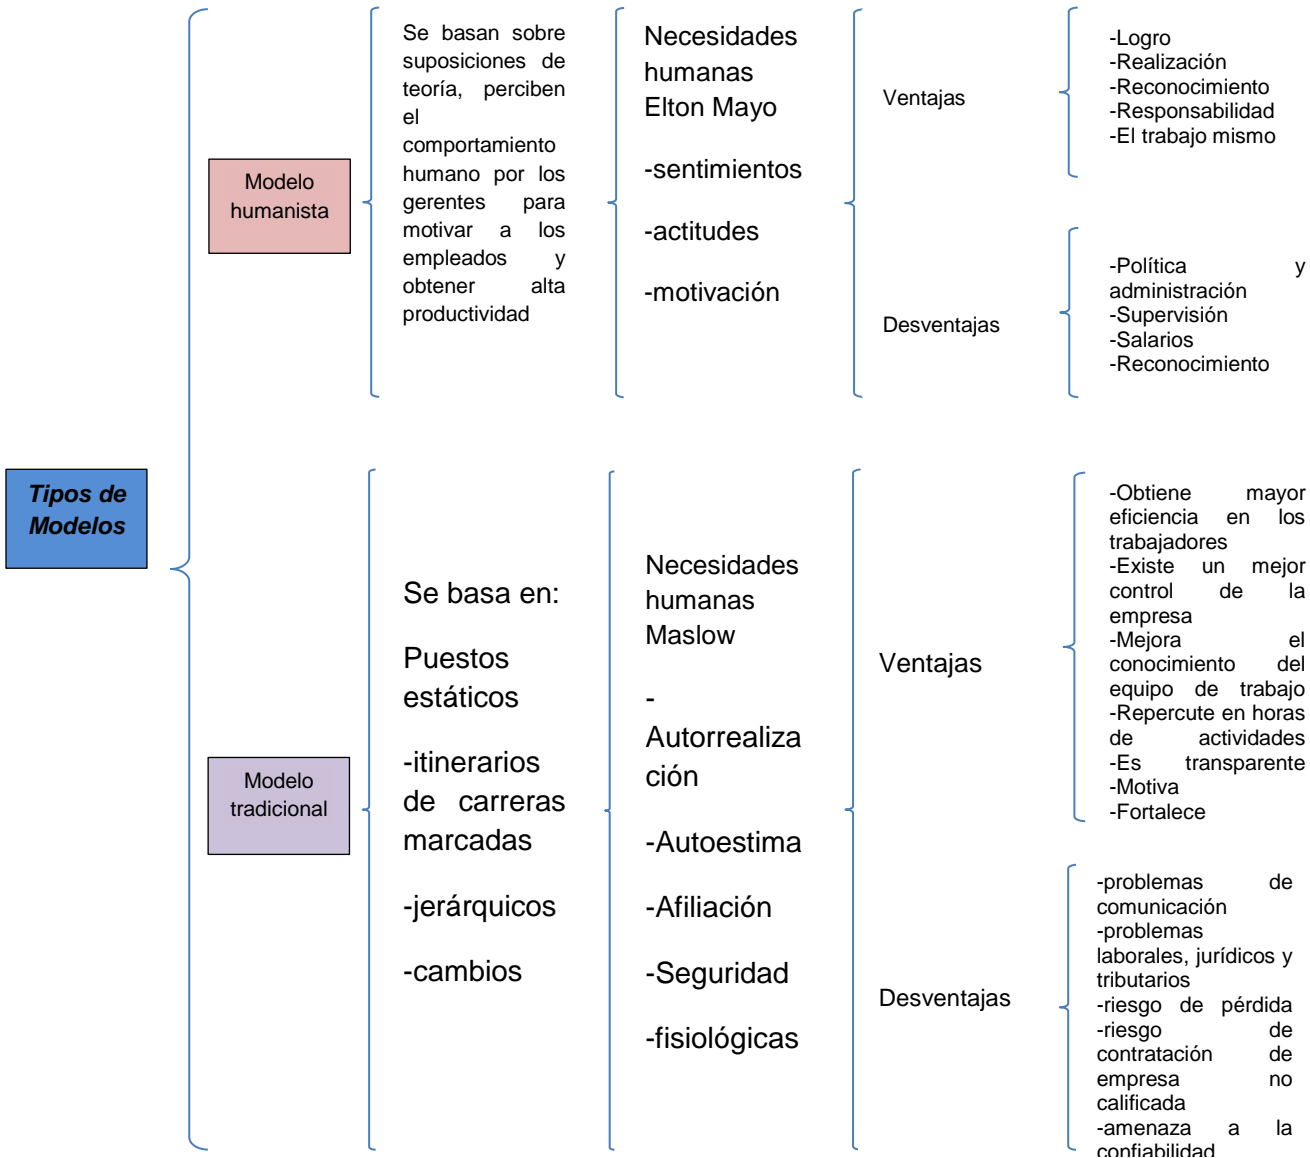 Tipos de
Modelos
Modelo
humanista
Se basan sobre
suposiciones de
teoría, perciben
el
comportamiento
humano por los
gerentes para
motivar a los
empleados y
obtener alta
productividad
Necesidades
humanas
Elton Mayo
-sentimientos
-actitudes
-motivación
Ventajas
-Logro
-Realización
-Reconocimiento
-Responsabilidad
-El trabajo mismo
Desventajas
-Política y
administración
-Supervisión
-Salarios
-Reconocimiento
Modelo
tradicional
Se basa en:
Puestos
estáticos
-itinerarios
de carreras
marcadas
-jerárquicos
-cambios
Necesidades
humanas
Maslow
-
Autorrealiza
ción
-Autoestima
-Afiliación
-Seguridad
-fisiológicas
Ventajas
-Obtiene mayor
eficiencia en los
trabajadores
-Existe un mejor
control de la
empresa
-Mejora el
conocimiento del
equipo de trabajo
-Repercute en horas
de actividades
-Es transparente
-Motiva
-Fortalece
Desventajas
-problemas de
comunicación
-problemas
laborales, jurídicos y
tributarios
-riesgo de pérdida
-riesgo de
contratación de
empresa no
calificada
-amenaza a la
confiabilidad